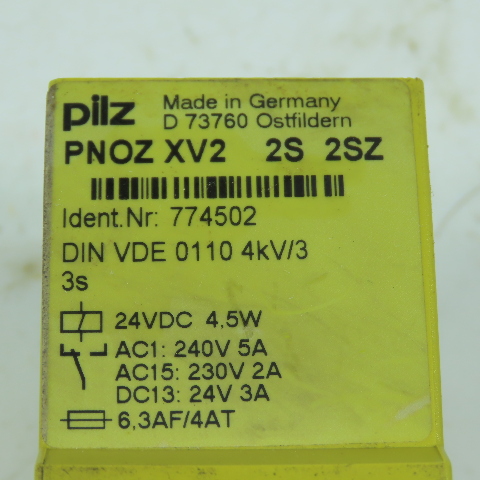 pilz Made in Germany
D 73760 Ostfildern
PNOZ XV2 2S 2SZ
Ident.Nr: 774502
DIN VDE 0110 4kV/3
3s
24VDC 4,5W
AC1: 240V 5A
AC15: 230V 2A
DC13: 24V 3A
6,3AF/4AT